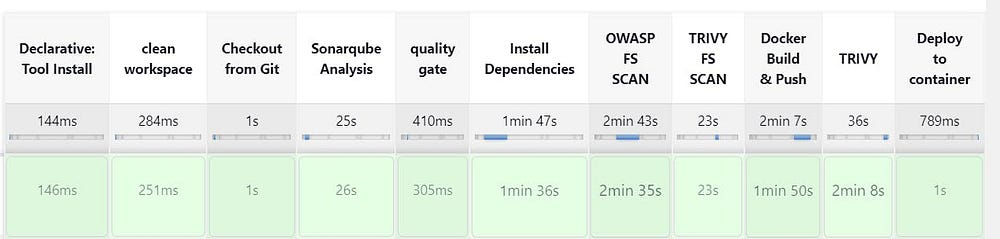 Declarative: Tool Install
clean workspace
Checkout from Git
Sonarqube Analysis
quality gate
Install Dependencies
OWASP FS SCAN
TRIVY FS SCAN
Docker Build & Push
TRIVY
Deploy to container
144ms 284ms 1s 25s 410ms 1min 47s 2min 43s 23s 2min 7s 36s 789ms
146ms 251ms 1s 26s 305ms 1min 36s 2min 35s 23s 1min 50s 2min 8s 1s